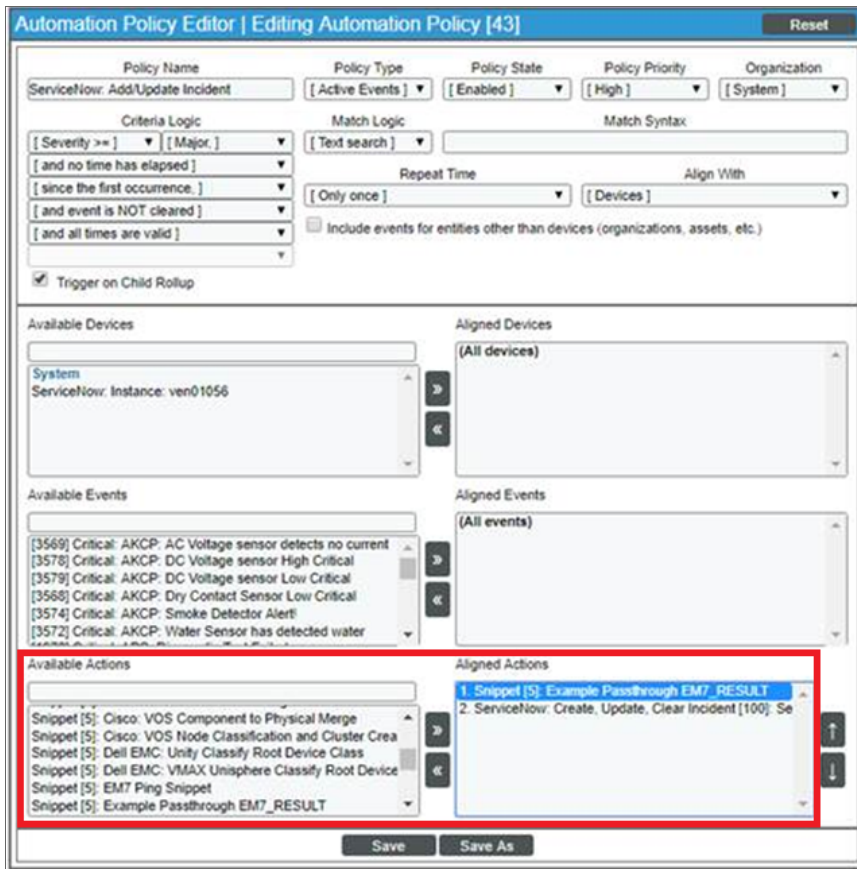 Automation Policy Editor | Editing Automation Policy [43] Reset
Policy Name Policy Type Policy State Policy Priority Organization
ServiceNow: Add/Update Incident [ Active Events ] [ Enabled ] [ High ] [ System ]
Criteria Logic Match Logic Match Syntax
[ Severity >= ] [ Major, ] [ Text search ]
[ and no time has elapsed ]
Repeat Time Align With
[ since the first occurrence, ] [ Only once ] [ Devices ]
[ and event is NOT cleared ]
[ and all times are valid ] Include events for entities other than devices (organizations, assets, etc.)
Trigger on Child Rollup
Available Devices Aligned Devices
(All devices)
System
ServiceNow: Instance: ven01056
Available Events Aligned Events
(All events)
[3569] Critical: AKCP: AC Voltage sensor detects no current
[3578] Critical: AKCP: DC Voltage sensor High Critical
[3579] Critical: AKCP: DC Voltage sensor Low Critical
[3568] Critical: AKCP: Dry Contact Sensor Low Critical
[3574] Critical: AKCP: Smoke Detector Alert!
[3572] Critical: AKCP: Water Sensor has detected water
Available Actions Aligned Actions
1. Snippet [5]: Example Passthrough EM7_RESULT
2. ServiceNow: Create, Update, Clear Incident [100]: Se
Snippet [5]: Cisco: VOS Component to Physical Merge
Snippet [5]: Cisco: VOS Node Classification and Cluster Crea
Snippet [5]: Dell EMC: Unity Classify Root Device Class
Snippet [5]: Dell EMC: VMAX Unisphere Classify Root Device
Snippet [5]: EM7 Ping Snippet
Snippet [5]: Example Passthrough EM7_RESULT
Save Save As